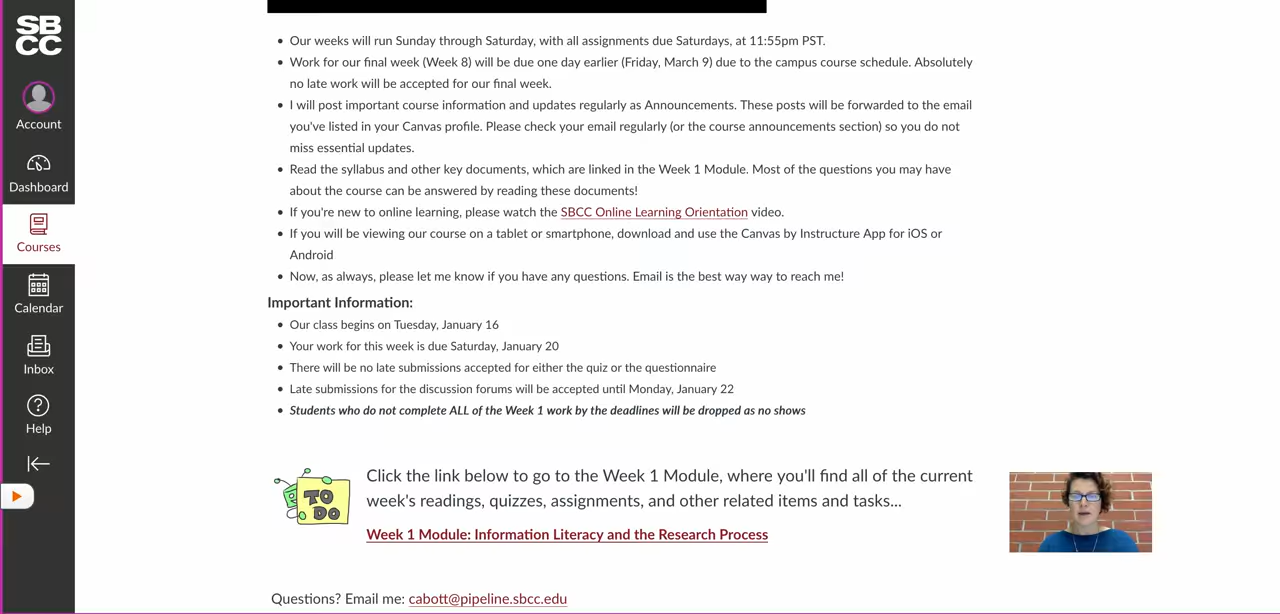 SB
CC
Account
Dashboard
Courses
Calendar
Inbox
Help
Our weeks will run Sunday through Saturday, with all assignments due Saturdays, at 11:55pm PST.
Work for our final week (Week 8) will be due one day earlier (Friday, March 9) due to the campus course schedule. Absolutely
no late work will be accepted for our final week.
I will post important course information and updates regularly as Announcements. These posts will be forwarded to the email
you've listed in your Canvas profile. Please check your email regularly (or the course announcements section) so you do not
miss essential updates.
Read the syllabus and other key documents, which are linked in the Week 1 Module. Most of the questions you may have
about the course can be answered by reading these documents!
If you're new to online learning, please watch the SBCC Online Learning Orientation video.
If you will be viewing our course on a tablet or smartphone, download and use the Canvas by Instructure App for iOS or
Android
Now, as always, please let me know if you have any questions. Email is the best way way to reach me!
Important Information:
Our class begins on Tuesday, January 16
Your work for this week is due Saturday, January 20
There will be no late submissions accepted for either the quiz or the questionnaire
Late submissions for the discussion forums will be accepted until Monday, January 22
Students who do not complete ALL of the Week 1 work by the deadlines will be dropped as no shows
TO
DO
Click the link below to go to the Week 1 Module, where you'll find all of the current
week's readings, quizzes, assignments, and other related items and tasks...
Week 1 Module: Information Literacy and the Research Process
Questions? Email me: cabott@pipeline.sbcc.edu